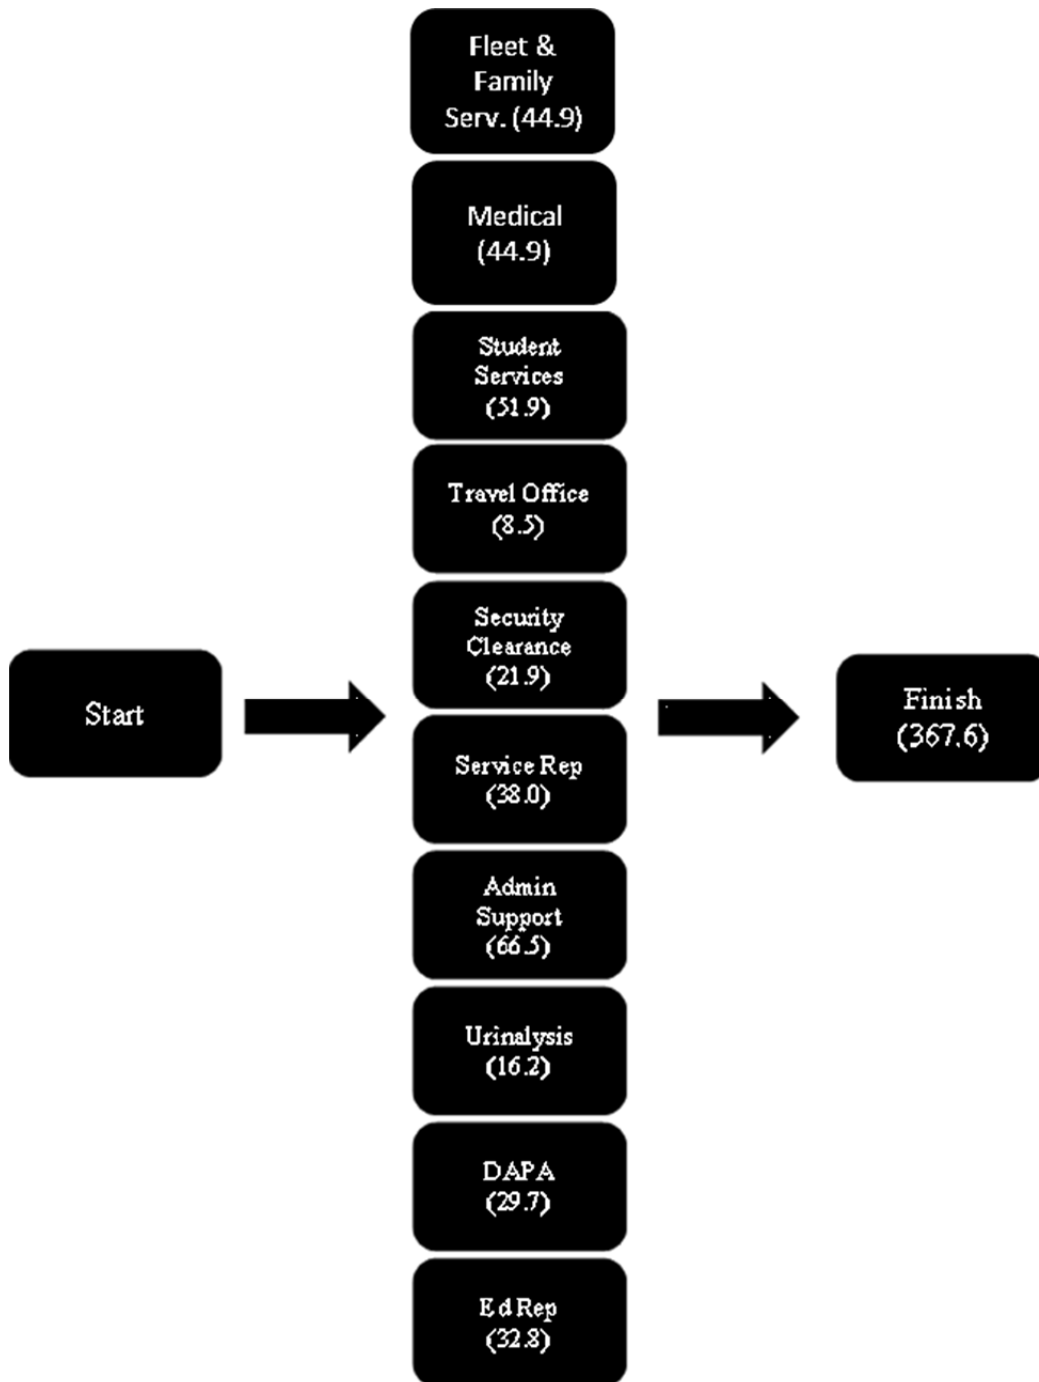 Fleet &
Family
Serv. (44.9)
Medical
(44.9)
Student
Services
(51.9)
Travel Office
(8.5)
Security
Clearance
(21.9)
Start
Finish
(367.6)
Service Rep
(38.0)
Admin
Support
(66.5)
Urinalysis
(16.2)
DAPA
(29.7)
Ed Rep
(32.8)